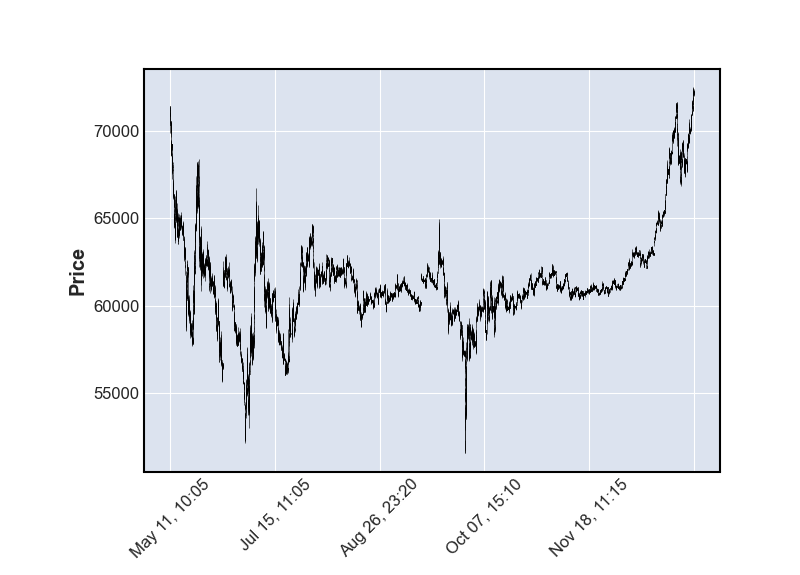 Price
70000
65000
60000
55000
May 11, 10:05
Jul 15, 11:05
Aug 26, 23:20
Oct 07, 15:10
Nov 18, 11:15